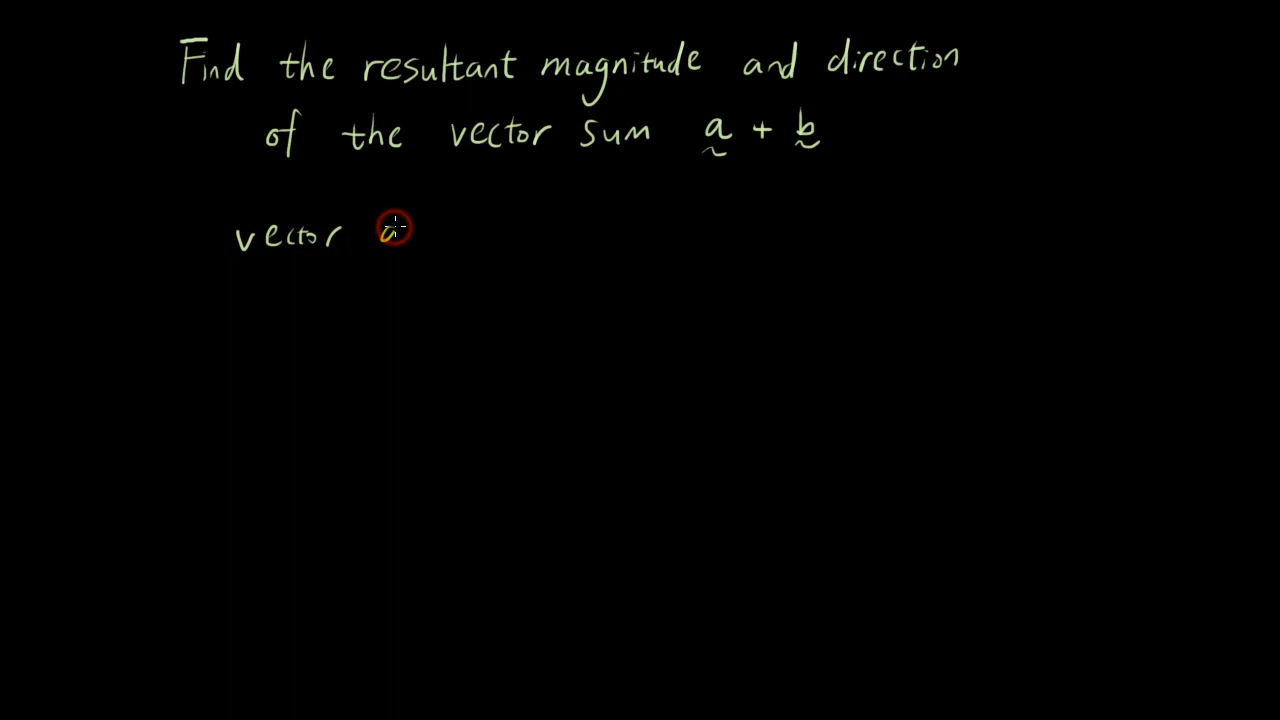 Find the resultant magnitude and direction
of the vector sum a + b
vector a